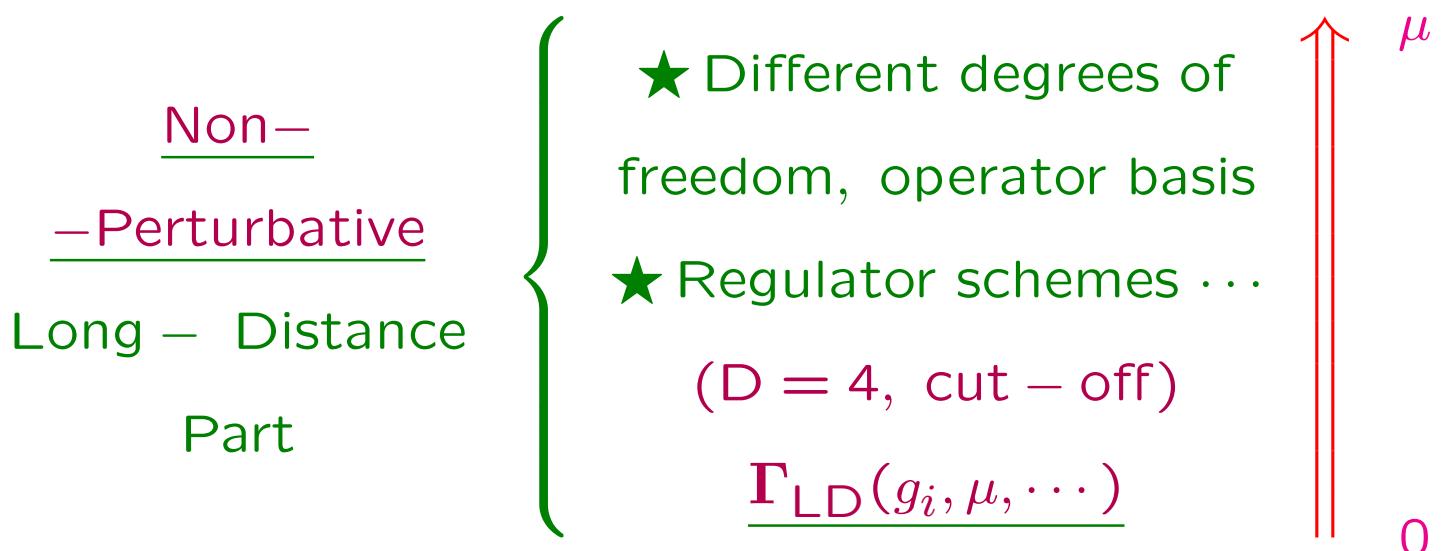 Non−
−Perturbative
Long − Distance
Part
★ Different degrees of
freedom, operator basis
★ Regulator schemes ⋯
(D = 4, cut − off)
Γ_LD(g_i, μ, ⋯)
μ
0